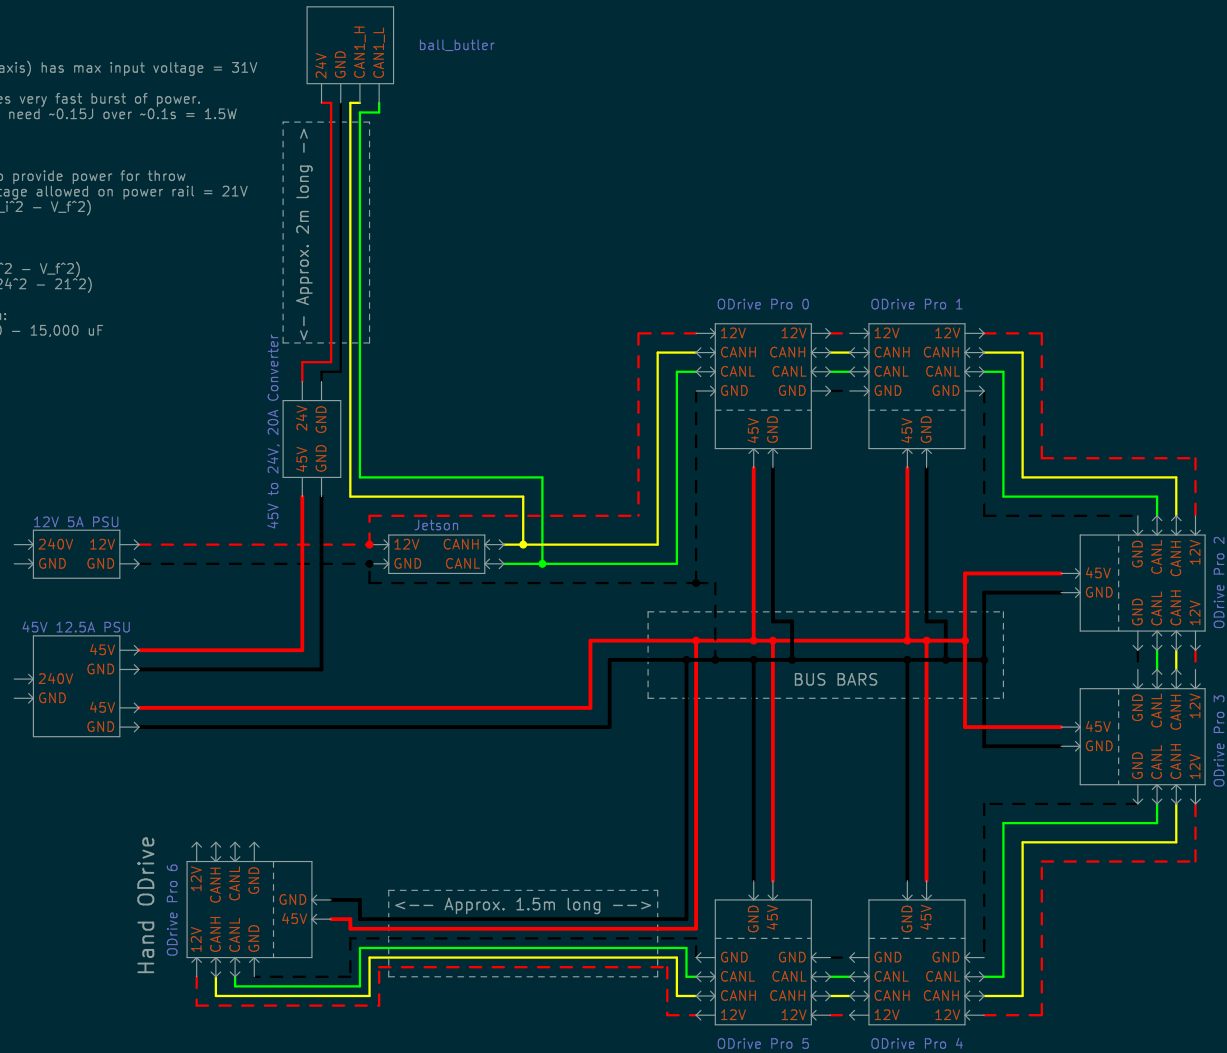 24V
GND
CAN1_H
CAN1_L
ball_butler
axis) has max input voltage = 31V
es very fast burst of power.
need ~0.15J over ~0.1s = 1.5W
provide power for throw
tage allowed on power rail = 21V
_i^2 - V_f^2)
^2 - V_f^2)
24^2 - 21^2)
- 15,000 uF
<-- Approx. 2m long -->
45V to 24V, 20A Converter
24V
GND
45V
GND
12V 5A PSU
240V 12V
GND GND
45V 12.5A PSU
45V
GND
240V
GND
45V
GND
Jetson
12V CANH
GND CANL
ODrive Pro 0
12V 12V
CANH CANH
CANL CANL
GND GND
45V
GND
ODrive Pro 1
12V 12V
CANH CANH
CANL CANL
GND GND
45V
GND
ODrive Pro 2
GND
CANL
CANH
12V
45V
GND
GND
CANL
CANH
12V
ODrive Pro 3
GND
CANL
CANH
12V
45V
GND
GND
CANL
CANH
12V
BUS BARS
Hand ODrive
ODrive Pro 6
12V
CANH
CANL
GND
GND
45V
12V
CANH
CANL
GND
<-- Approx. 1.5m long -->
GND
45V
GND GND
CANL CANL
CANH CANH
12V 12V
ODrive Pro 5
GND
45V
GND GND
CANL CANL
CANH CANH
12V 12V
ODrive Pro 4